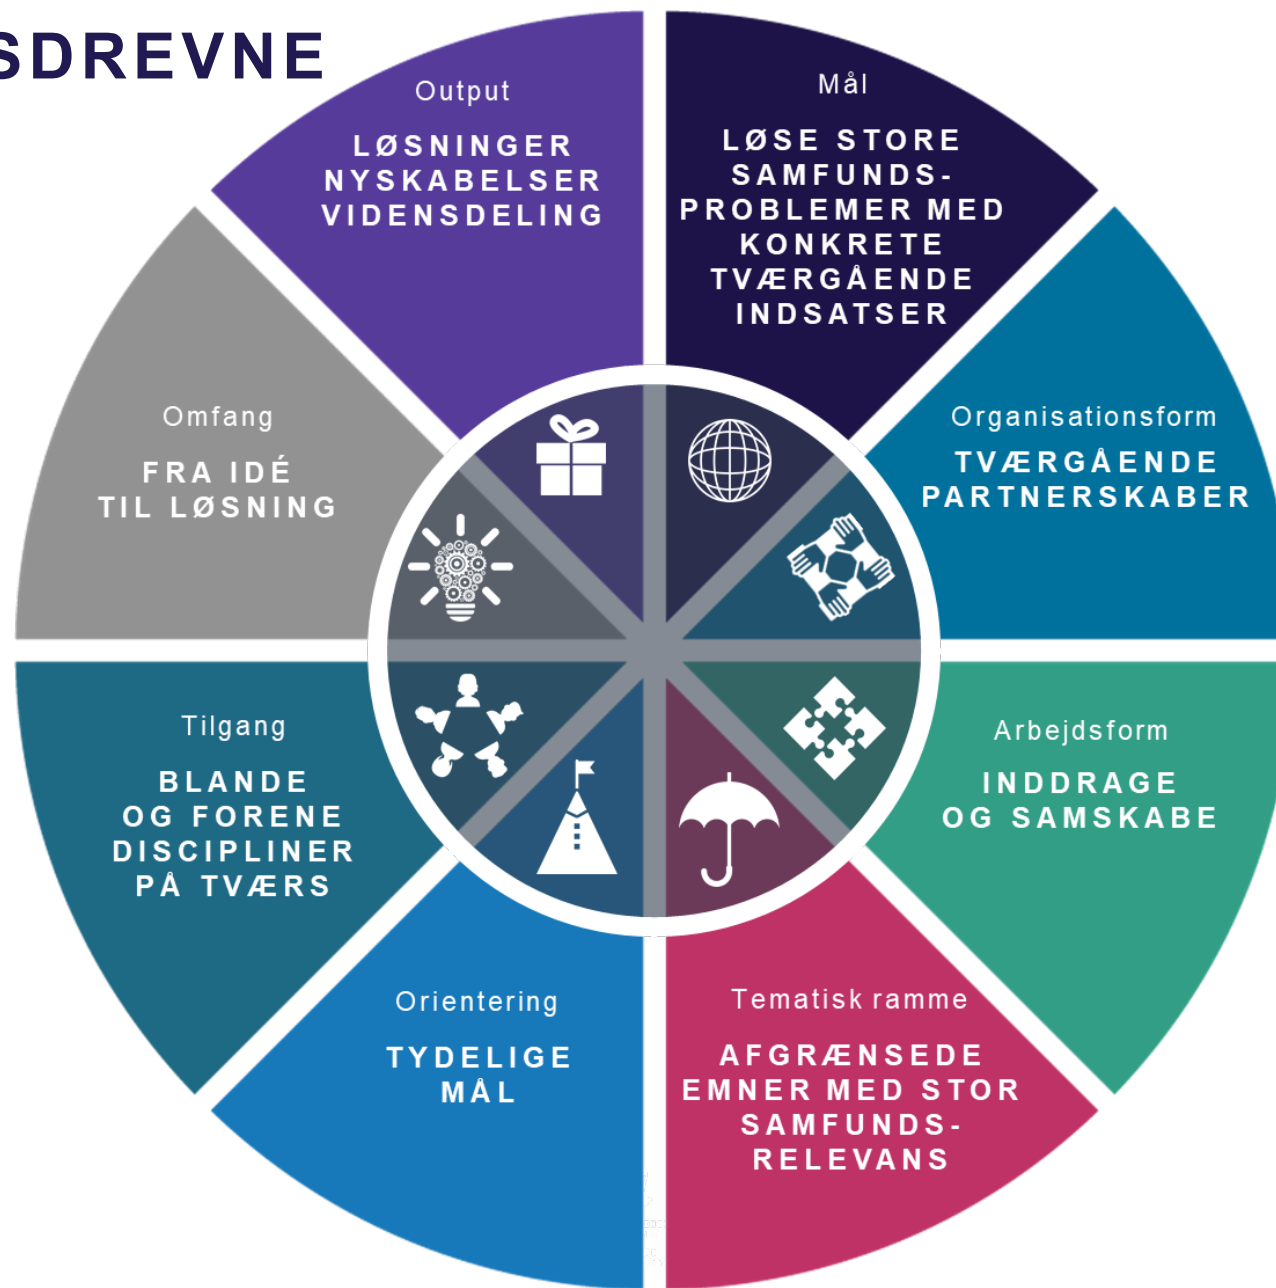 SDREVNE
Output
LØSNINGER
NYSKABELSER
VIDENSDELING
Mål
LØSE STORE
SAMFUNDS-
PROBLEMER MED
KONKRETE
TVÆRGÅENDE
INDSATSER
Organisationsform
TVÆRGÅENDE
PARTNERSKABER
Arbejdsform
INDDRAGE
OG SAMSKABE
Tematisk ramme
AFGRÆNSEDE
EMNER MED STOR
SAMFUNDS-
RELEVANS
Orientering
TYDELIGE
MÅL
Tilgang
BLANDE
OG FORENE
DISCIPLINER
PÅ TVÆRS
Omfang
FRA IDÉ
TIL LØSNING